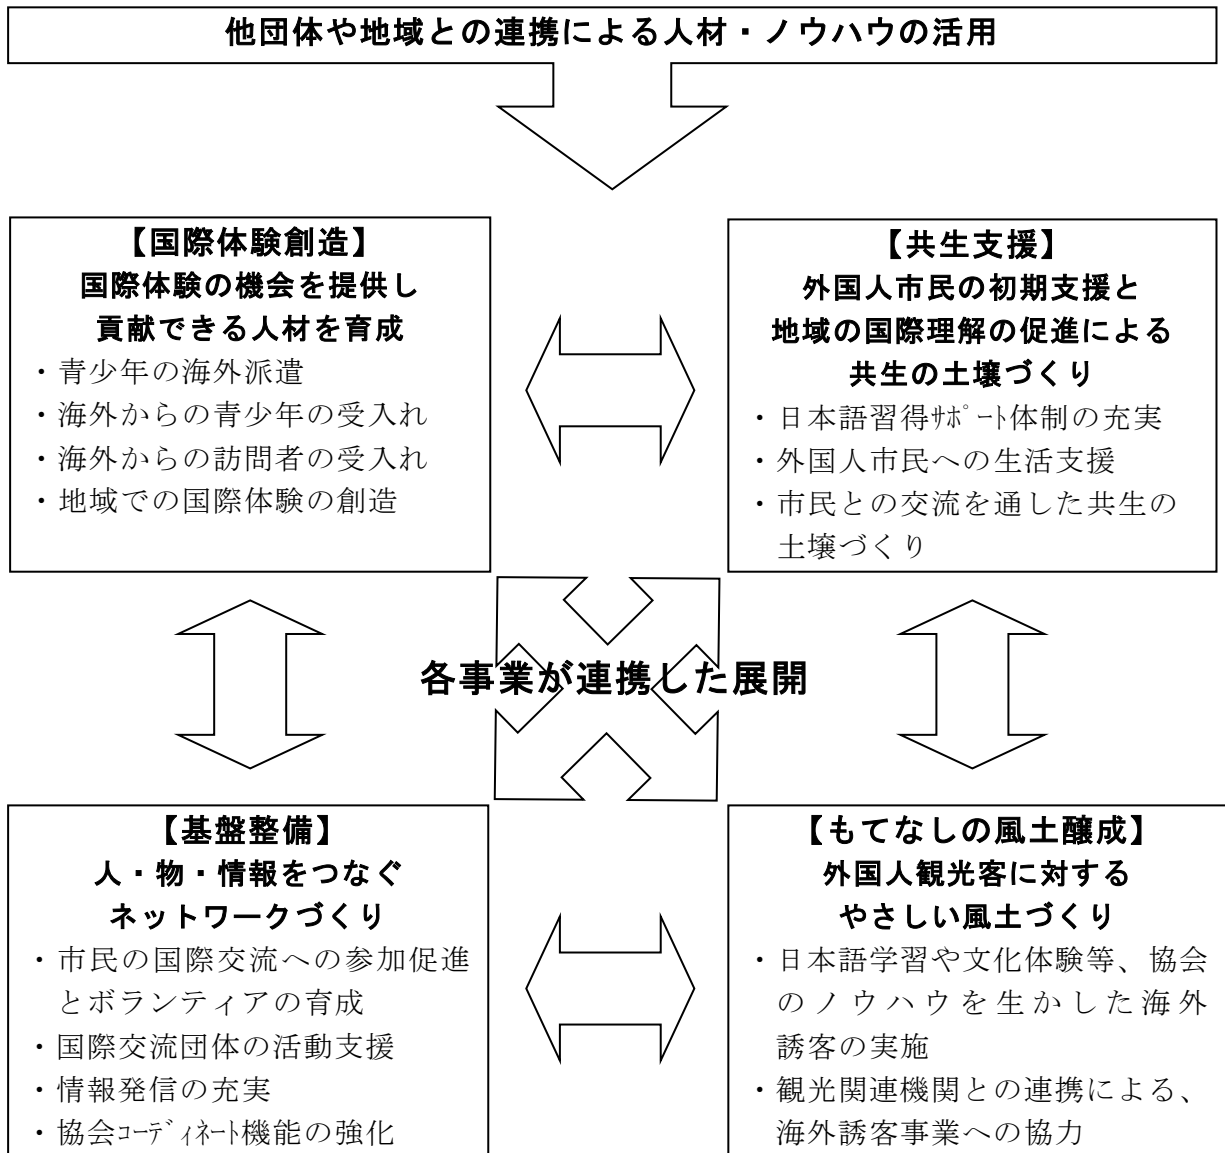 他団体や地域との連携による人材・ノウハウの活用
【国際体験創造】
国際体験の機会を提供し
貢献できる人材を育成
・青少年の海外派遣
・海外からの青少年の受入れ
・海外からの訪問者の受入れ
・地域での国際体験の創造
【共生支援】
外国人市民の初期支援と
地域の国際理解の促進による
共生の土壌づくり
・日本語習得ｻﾎﾟｰﾄ体制の充実
・外国人市民への生活支援
・市民との交流を通した共生の
土壌づくり
各事業が連携した展開
【基盤整備】
人・物・情報をつなぐ
ネットワークづくり
・市民の国際交流への参加促進
とボランティアの育成
・国際交流団体の活動支援
・情報発信の充実
・協会ｺｰﾃﾞｨﾈｰﾄ機能の強化
【もてなしの風土醸成】
外国人観光客に対する
やさしい風土づくり
・日本語学習や文化体験等、協会
のノウハウを生かした海外
誘客の実施
・観光関連機関との連携による、
海外誘客事業への協力